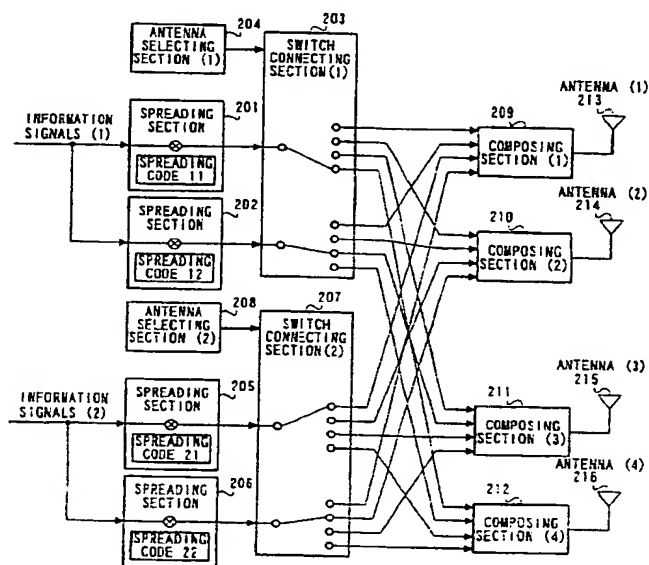 204
ANTENNA
SELECTING
SECTION (1)
203
SWITCH
CONNECTING
SECTION(1)
INFORMATION
SIGNALS (1)
201
SPREADING
SECTION
SPREADING
CODE 11
202
SPREADING
SECTION
SPREADING
CODE 12
208
ANTENNA
SELECTING
SECTION (2)
207
SWITCH
CONNECTING
SECTION(2)
INFORMATION
SIGNALS (2)
205
SPREADING
SECTION
SPREADING
CODE 21
206
SPREADING
SECTION
SPREADING
CODE 22
209
COMPOSING
SECTION (1)
ANTENNA (1)
213
210
COMPOSING
SECTION
(2)
ANTENNA (2)
214
211
COMPOSING
SECTION (3)
ANTENNA (3)
215
212
COMPOSING
SECTION
(4)
ANTENNA (4)
216